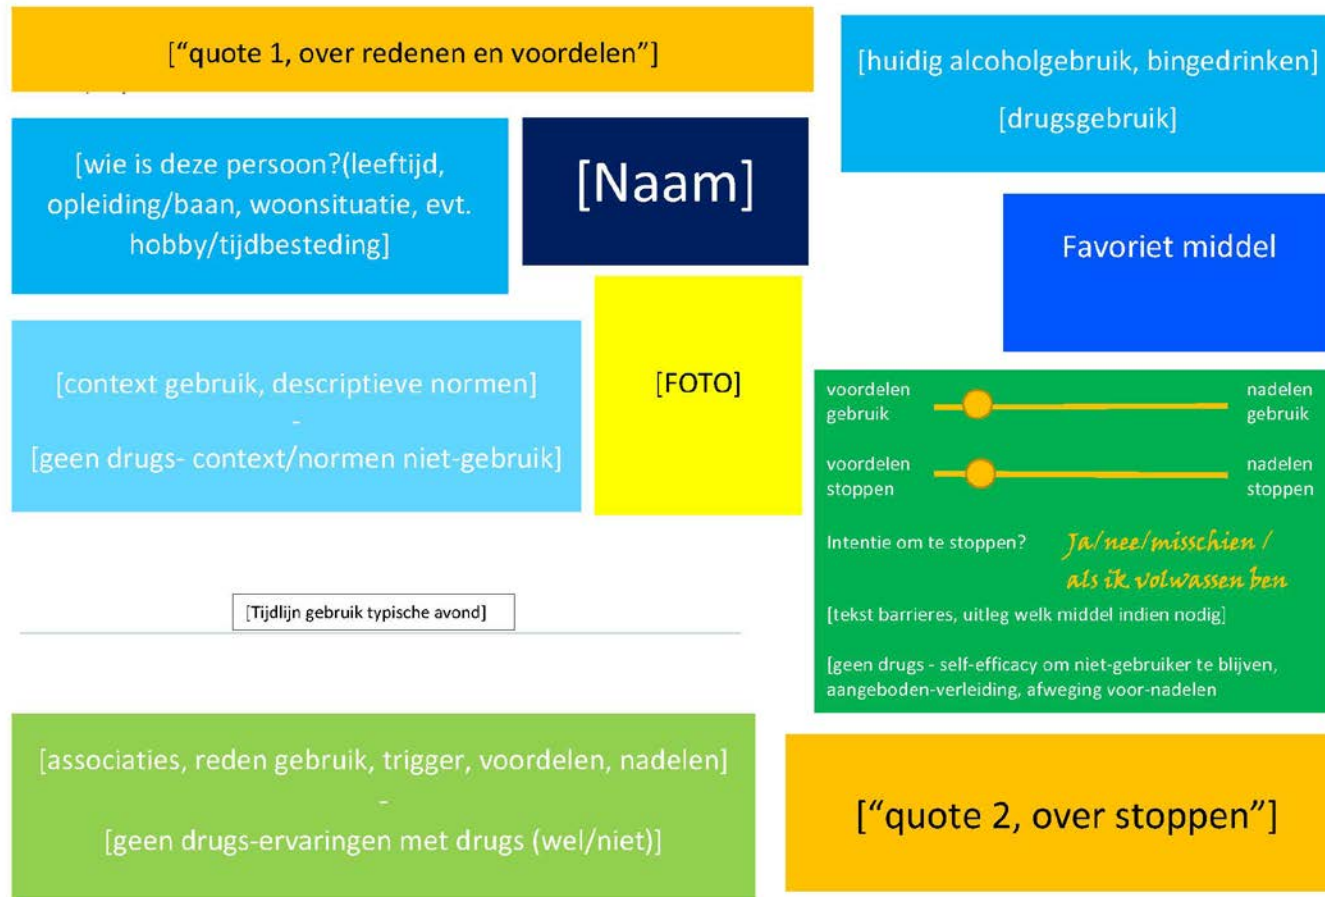 [“quote 1, over redenen en voordelen”]
[huidig alcoholgebruik, bingedrinken]
[drugsgebruik]
[wie is deze persoon?(leeftijd,
opleiding/baan, woonsituatie, evt.
hobby/tijdbesteding]
[Naam]
Favoriet middel
[context gebruik, descriptieve normen]
-
[geen drugs- context/normen niet-gebruik]
[FOTO]
voordelen
gebruik
nadelen
gebruik
voordelen
stoppen
nadelen
stoppen
Intentie om te stoppen?
Ja/nee/misschien /
als ik volwassen ben
[tekst barrieres, uitleg welk middel indien nodig]
[geen drugs - self-efficacy om niet-gebruiker te blijven,
aangeboden-verleiding, afweging voor-nadelen
[Tijdlijn gebruik typische avond]
[associaties, reden gebruik, trigger, voordelen, nadelen]
-
[geen drugs-ervaringen met drugs (wel/niet)]
[“quote 2, over stoppen”]